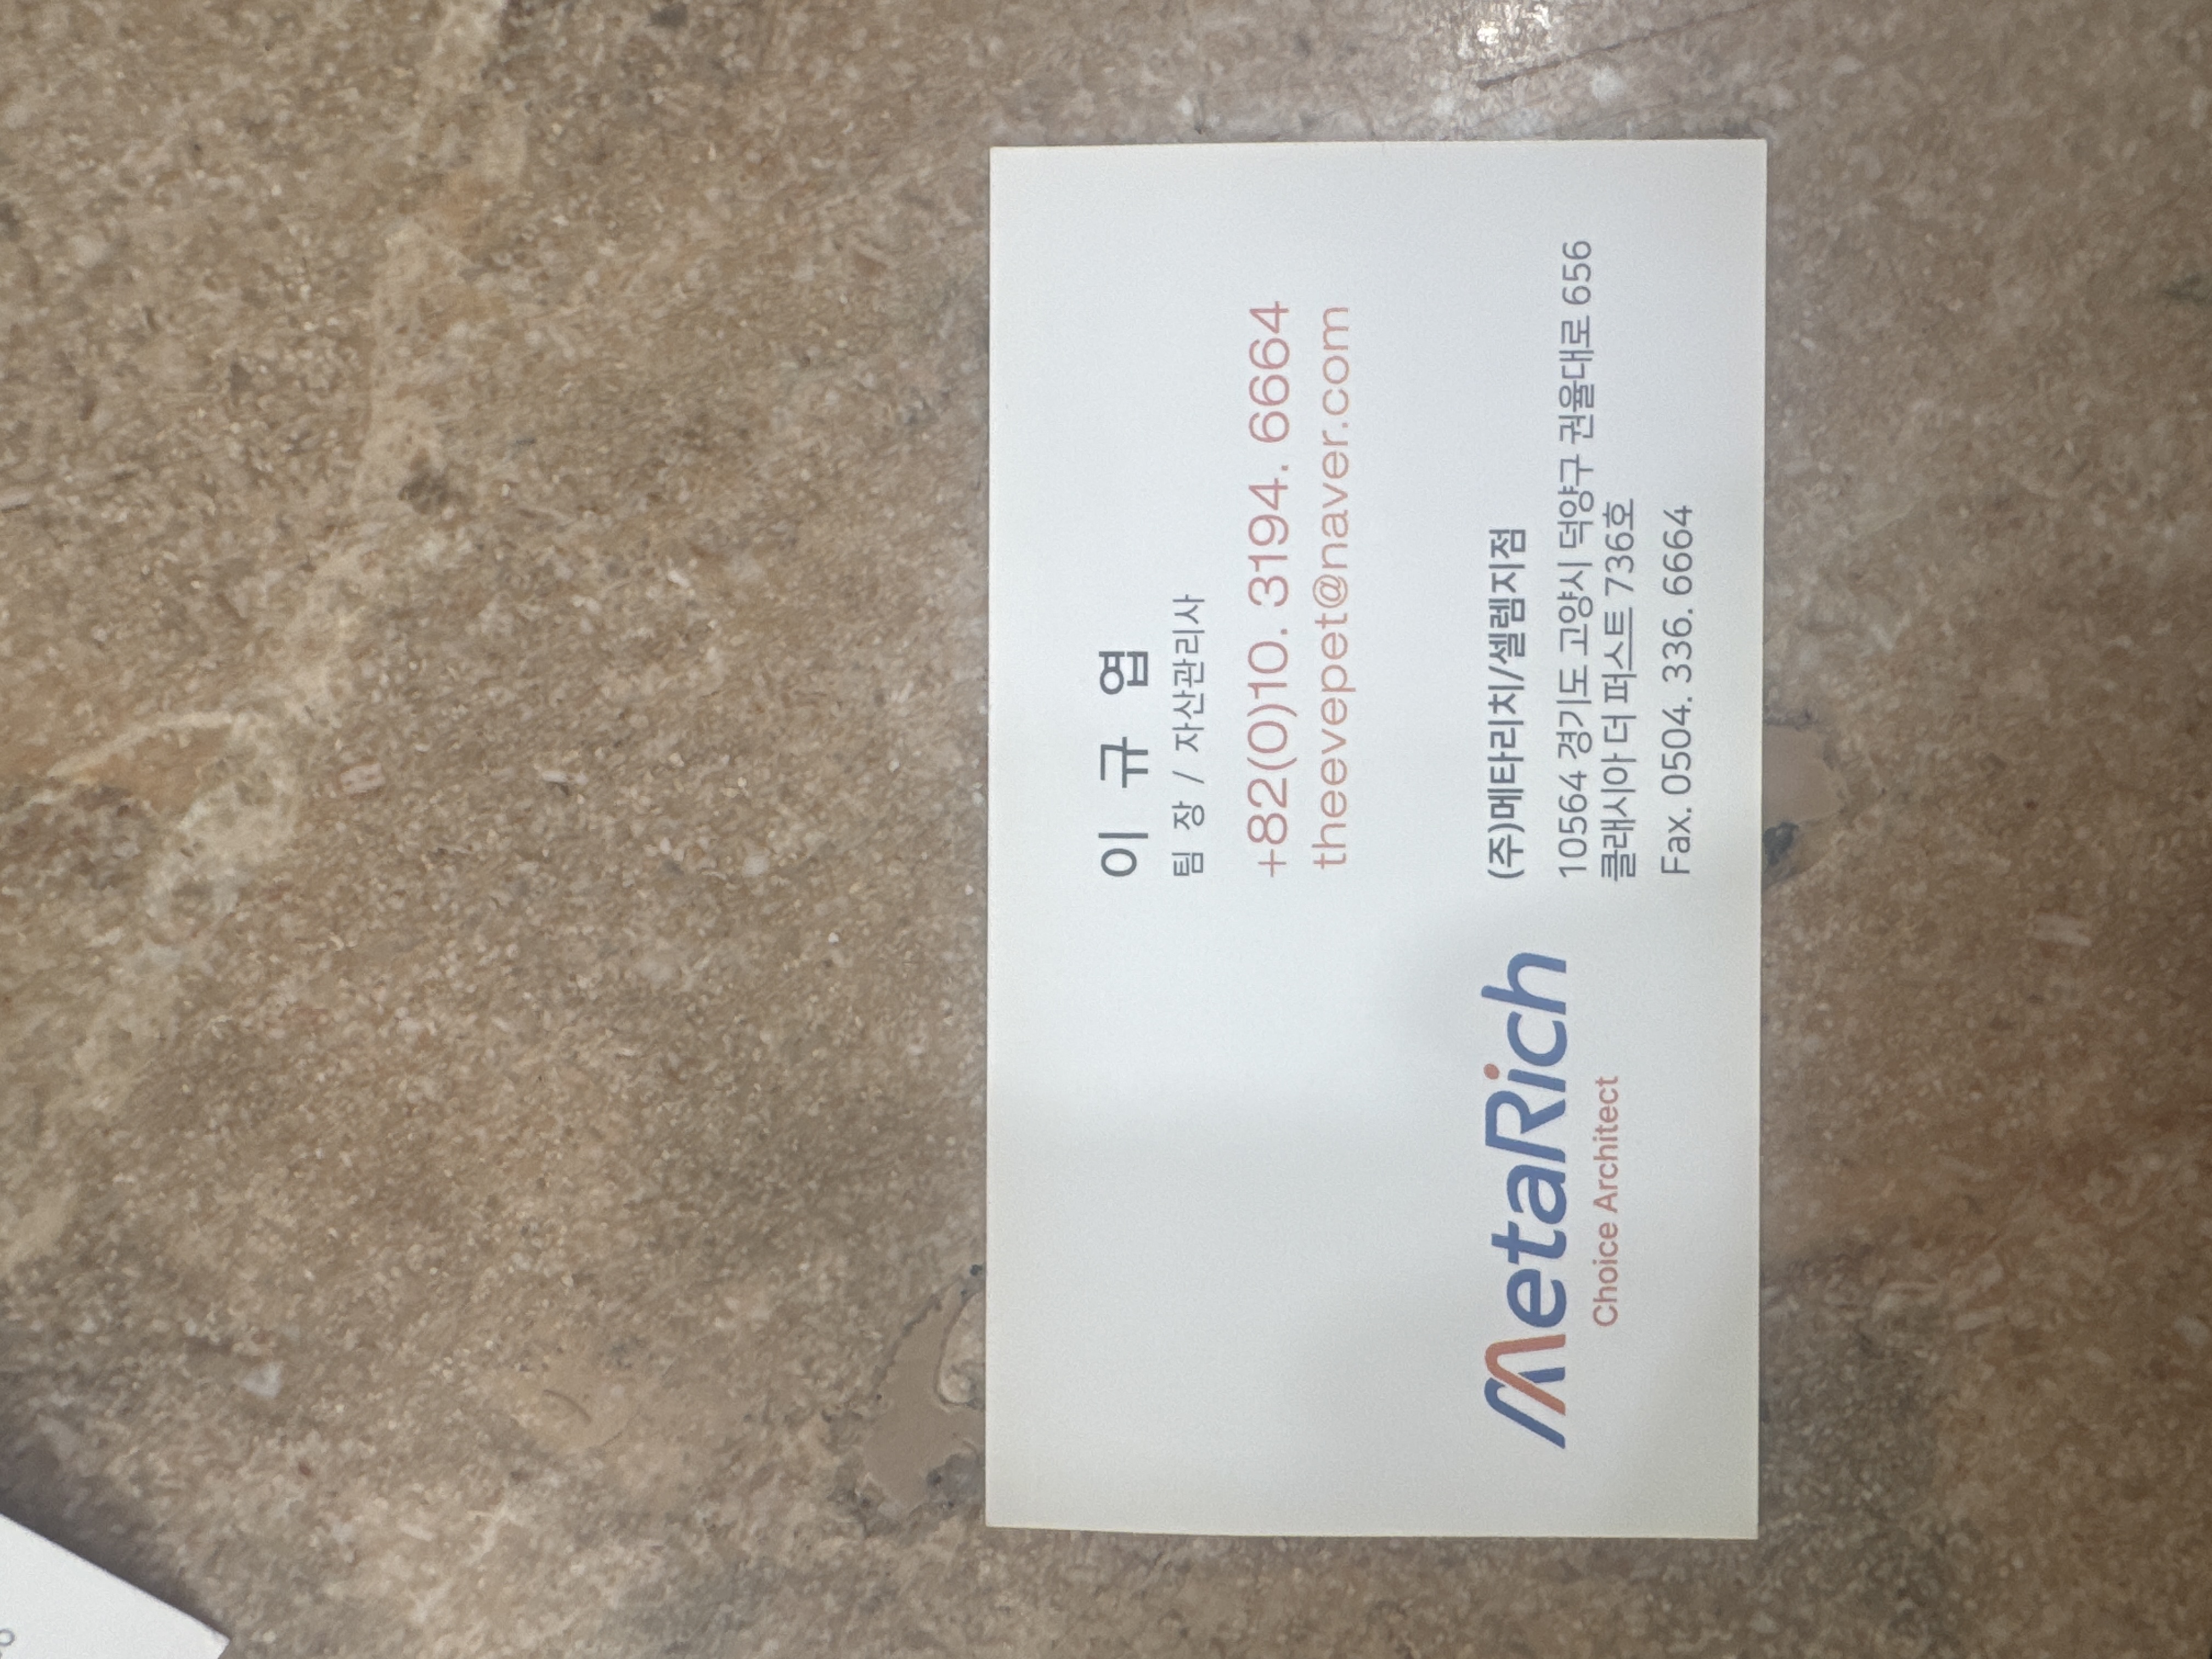 이 규 엽
팀 장 / 자산관리사
+82(0)10. 3194. 6664
theevepet@naver.com
MetaRich
Choice Architect
(주)메타리치/셀렘지점
10564 경기도 고양시 덕양구 권율대로 656
클래시아 더 퍼스트 736호
Fax. 0504. 336. 6664